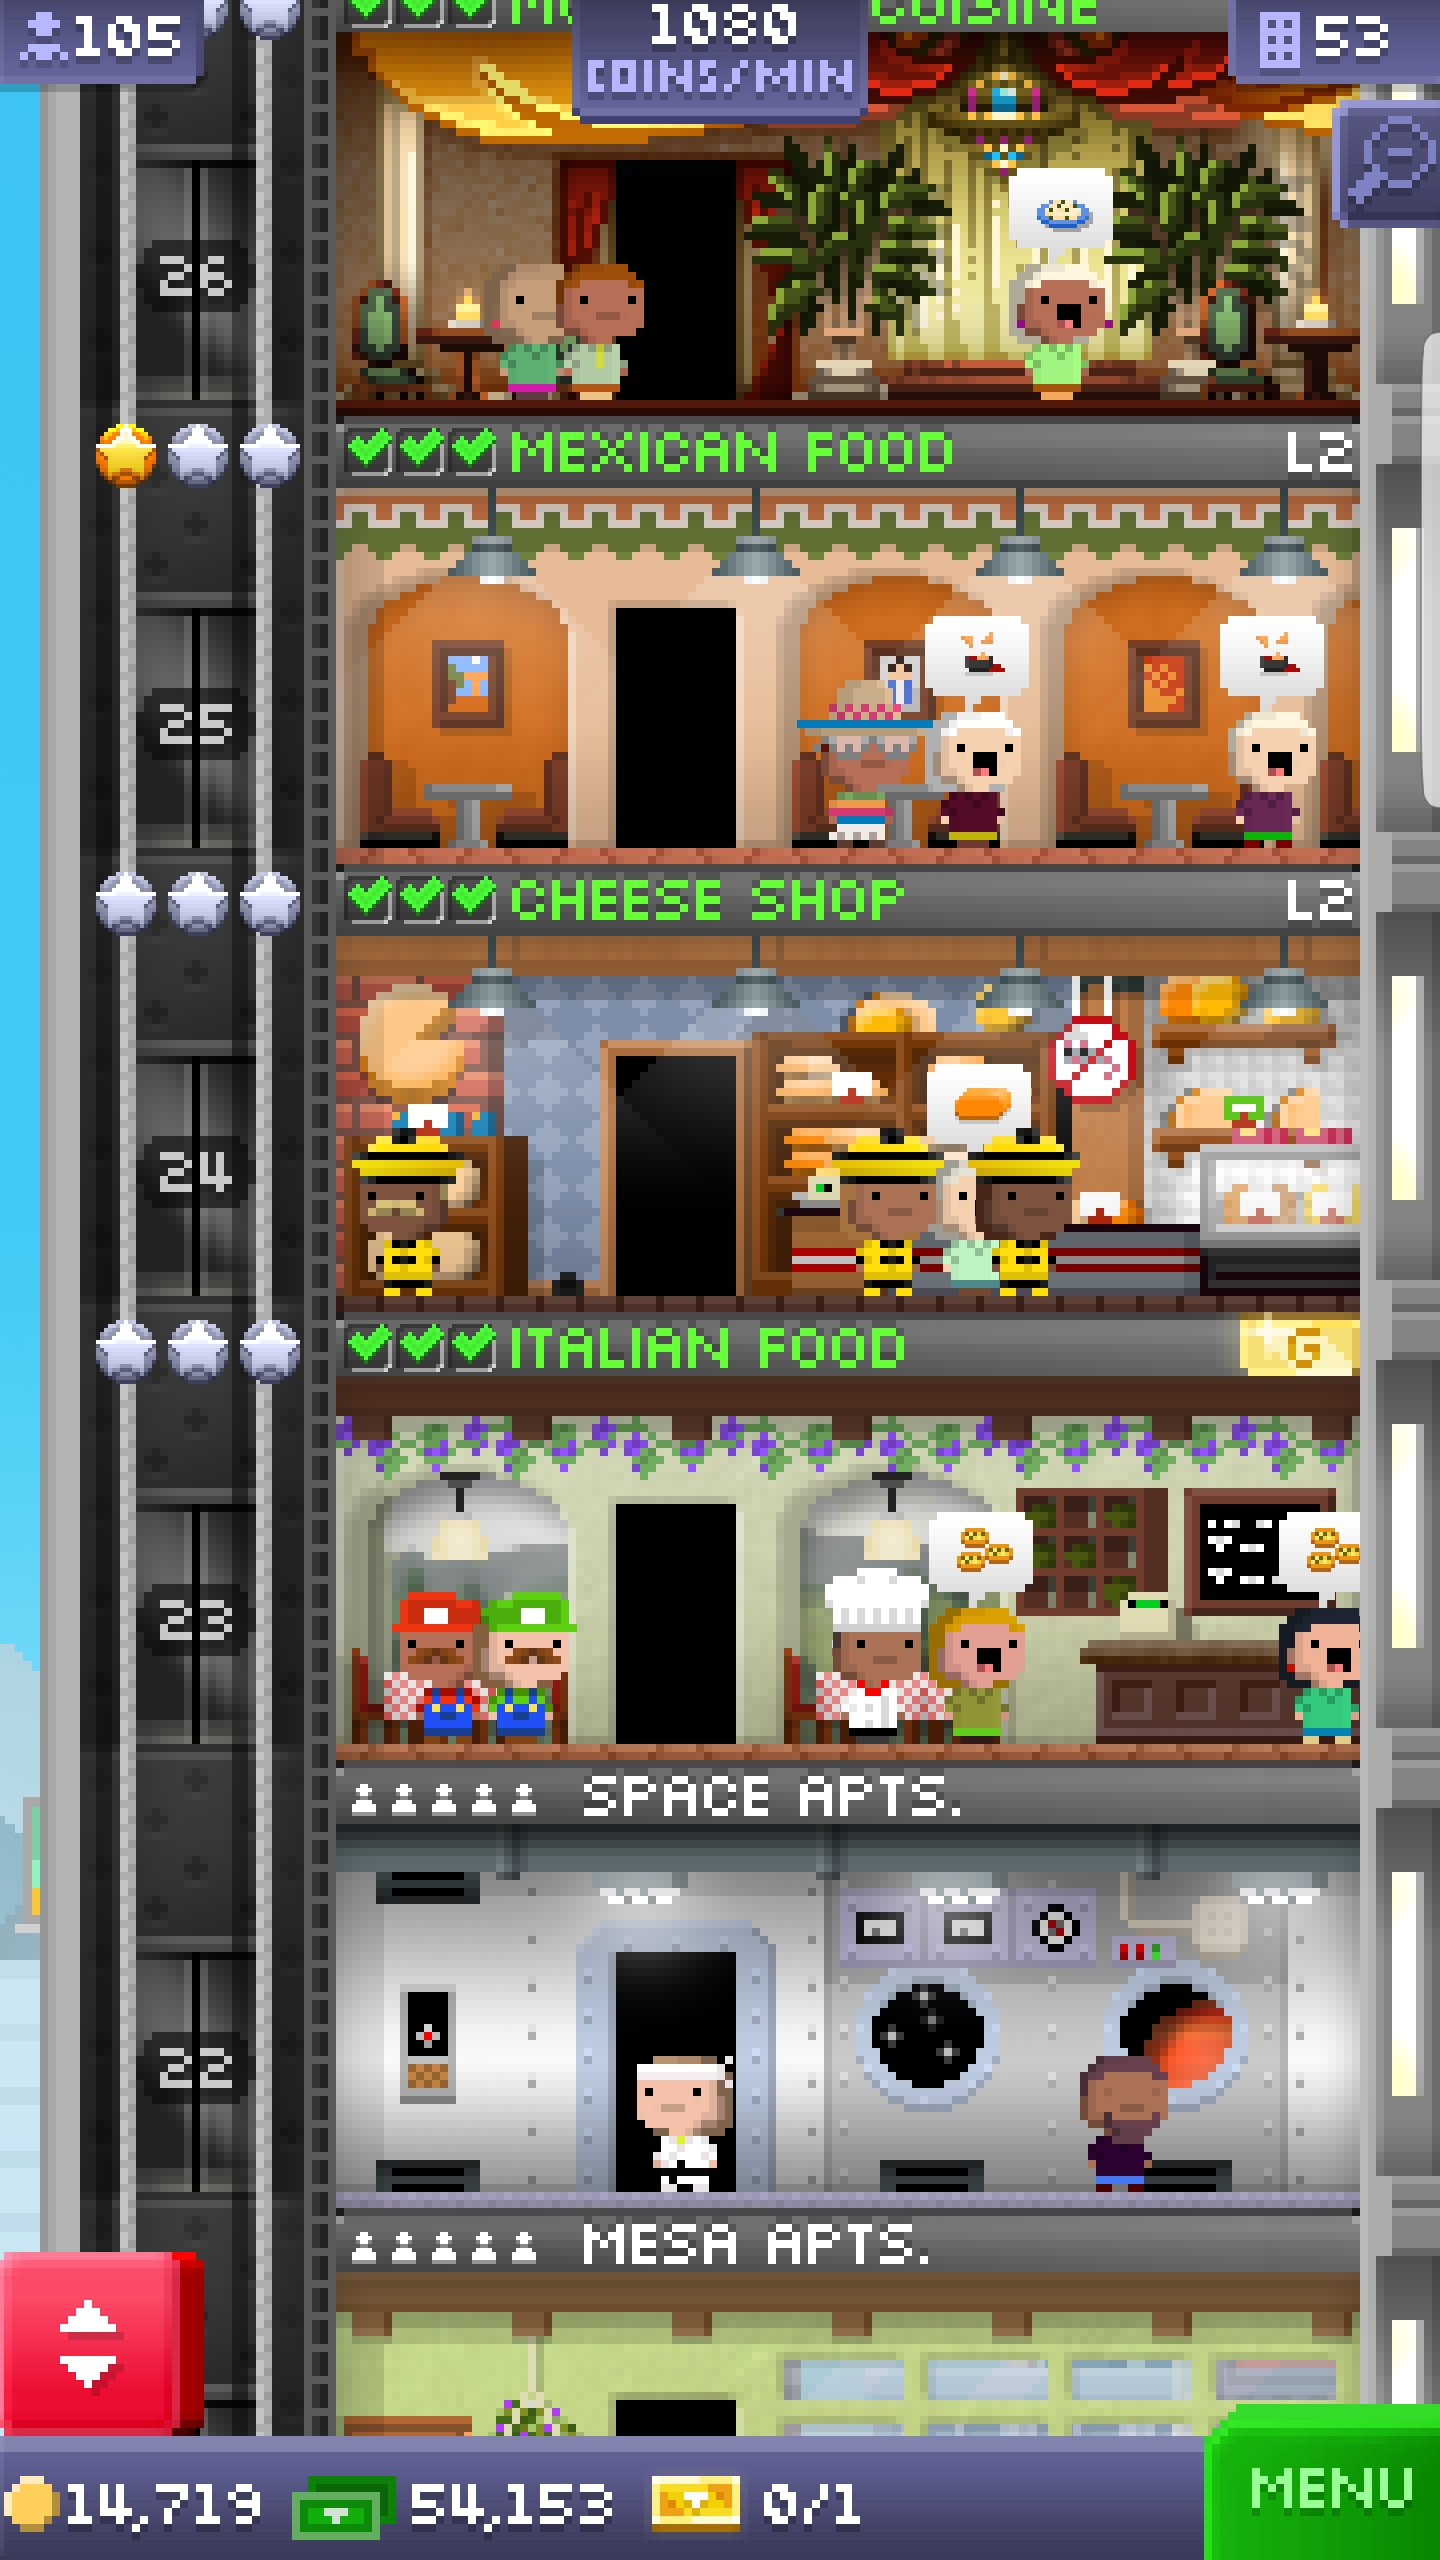 105
1080
COINS/MIN
53
CUISINE
26
MEXICAN FOOD L2
25
CHEESE SHOP L2
24
ITALIAN FOOD G
23
SPACE APTS.
22
MESA APTS.
14,719 54,153 0/1
MENU